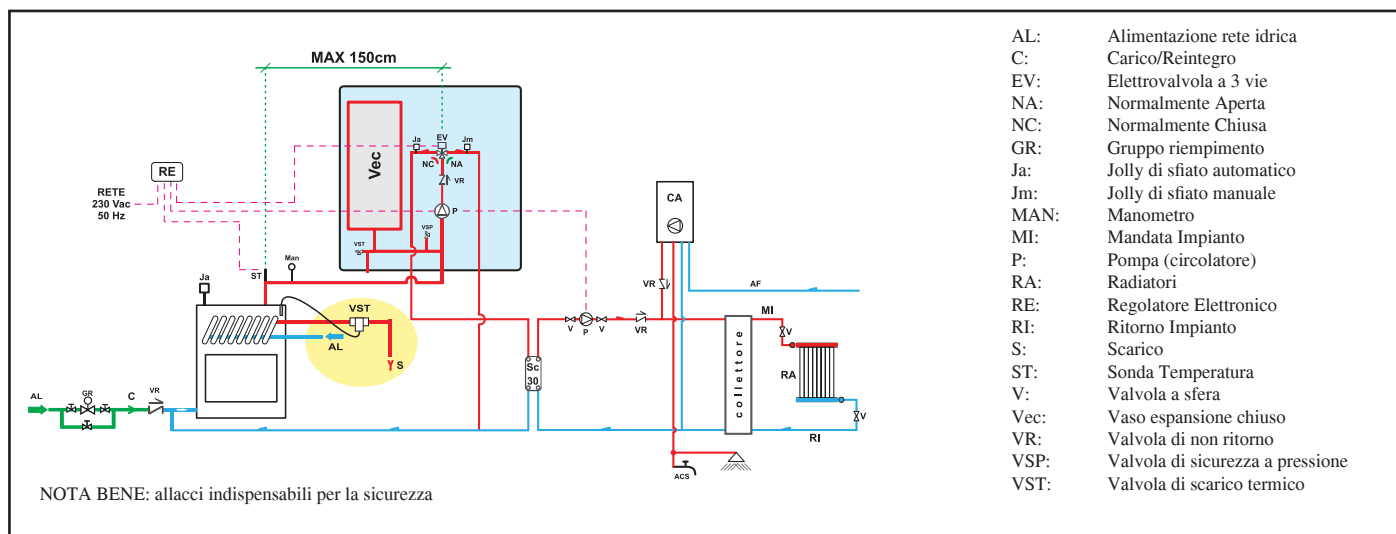 MAX 150cm
Ja
EV
Jm
NC
NA
Vec
VR
RE
RETE
230 Vac
50 Hz
P
VSP
VST
CA
Man
ST
Ja
VR
AF
VST
MI
AL
V
P
V
VR
V
S
Sc
30
collettore
RA
AL
GR
C
VR
V
RI
ACS
NOTA BENE: allacci indispensabili per la sicurezza
AL: Alimentazione rete idrica
C: Carico/Reintegro
EV: Elettrovalvola a 3 vie
NA: Normalmente Aperta
NC: Normalmente Chiusa
GR: Gruppo riempimento
Ja: Jolly di sfiato automatico
Jm: Jolly di sfiato manuale
MAN: Manometro
MI: Mandata Impianto
P: Pompa (circolatore)
RA: Radiatori
RE: Regolatore Elettronico
RI: Ritorno Impianto
S: Scarico
ST: Sonda Temperatura
V: Valvola a sfera
Vec: Vaso espansione chiuso
VR: Valvola di non ritorno
VSP: Valvola di sicurezza a pressione
VST: Valvola di scarico termico